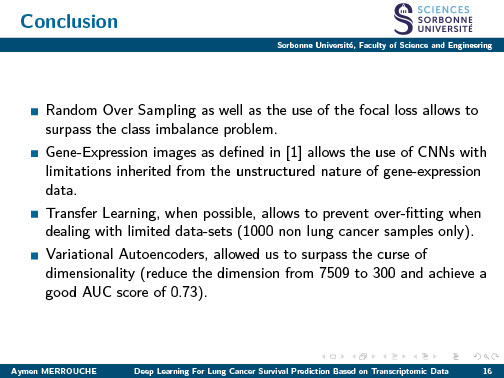 Conclusion
SCIENCES
SORBONNE
UNIVERSITÉ
Sorbonne Université, Faculty of Science and Engineering
Random Over Sampling as well as the use of the focal loss allows to
surpass the class imbalance problem.
Gene-Expression images as defined in [1] allows the use of CNNs with
limitations inherited from the unstructured nature of gene-expression
data.
Transfer Learning, when possible, allows to prevent over-fitting when
dealing with limited data-sets (1000 non lung cancer samples only).
Variational Autoencoders, allowed us to surpass the curse of
dimensionality (reduce the dimension from 7509 to 300 and achieve a
good AUC score of 0.73).
Aymen MERROUCHE Deep Learning For Lung Cancer Survival Prediction Based on Transcriptomic Data 16